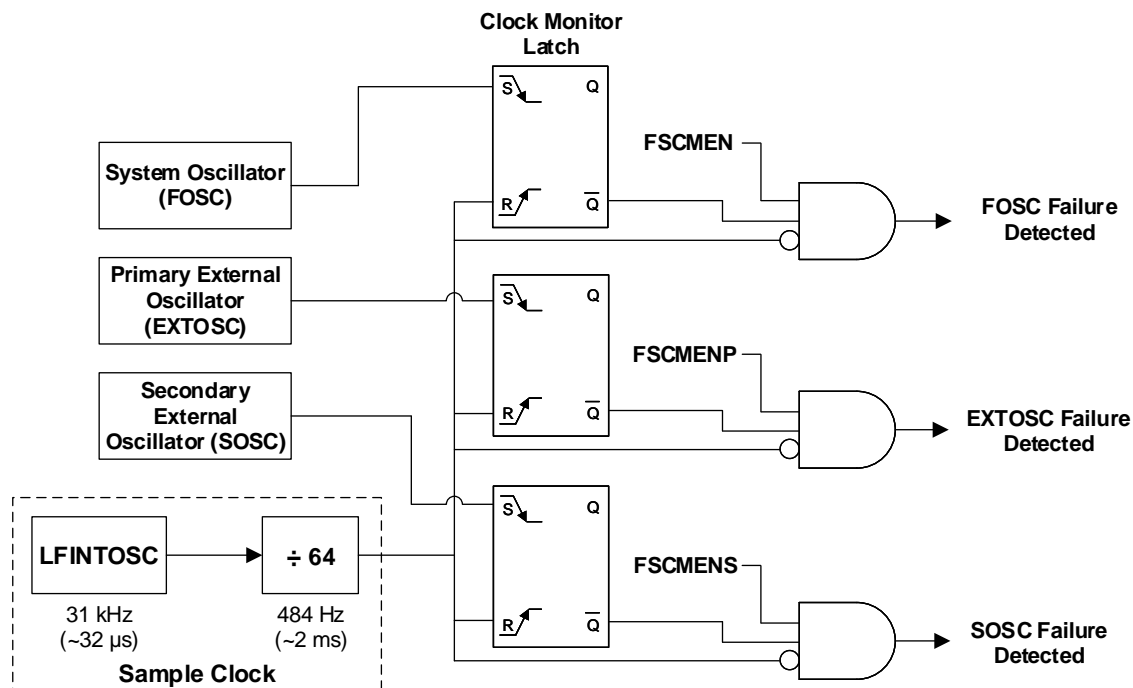 Clock Monitor
Latch
S
Q
R
Q̅
System Oscillator
(FOSC)
FSCMEN
FOSC Failure
Detected
Primary External
Oscillator
(EXTOSC)
S
Q
R
Q̅
FSCMENP
EXTOSC Failure
Detected
Secondary
External
Oscillator (SOSC)
S
Q
R
Q̅
FSCMENS
SOSC Failure
Detected
LFINTOSC
÷ 64
31 kHz
(~32 µs)
484 Hz
(~2 ms)
Sample Clock